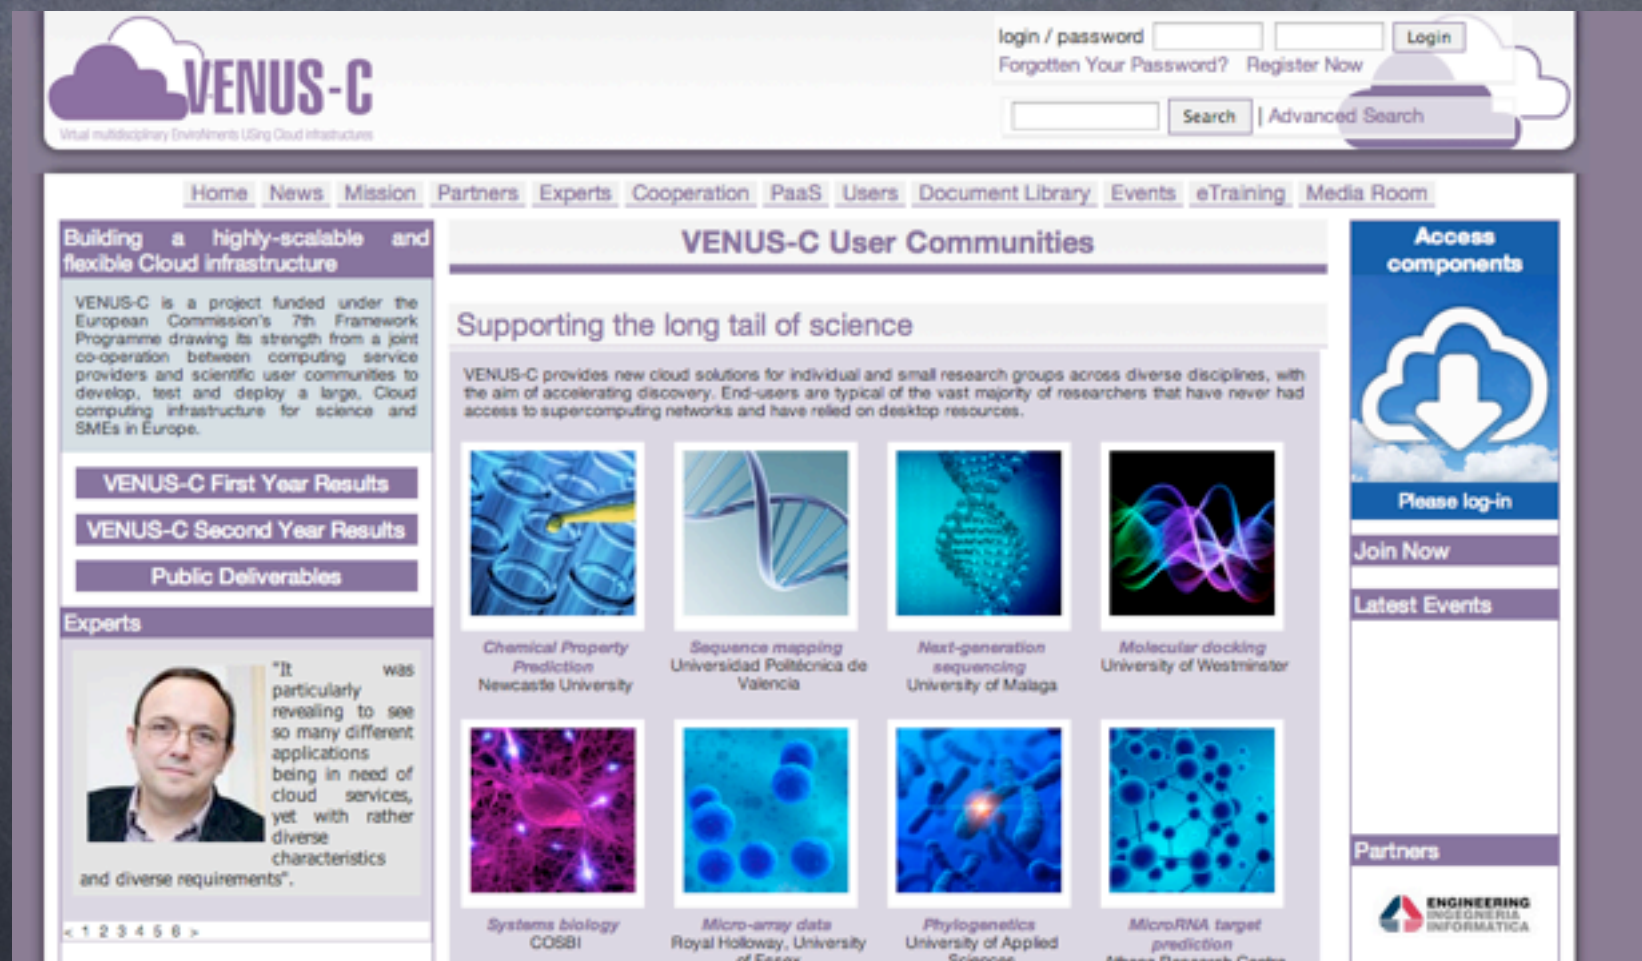 VENUS-C
Virtual multidisciplinary EnviroNments USing Cloud infrastructures
login / password
Login
Forgotten Your Password? Register Now
Search | Advanced Search
Home News Mission Partners Experts Cooperation PaaS Users Document Library Events eTraining Media Room
Building a highly-scalable and
flexible Cloud infrastructure
VENUS-C is a project funded under the
European Commission's 7th Framework
Programme drawing its strength from a joint
co-operation between computing service
providers and scientific user communities to
develop, test and deploy a large, Cloud
computing infrastructure for science and
SMEs in Europe.
VENUS-C First Year Results
VENUS-C Second Year Results
Public Deliverables
Experts
"It was
particularly
revealing to see
so many different
applications
being in need of
cloud services,
yet with rather
diverse
characteristics
and diverse requirements".
< 1 2 3 4 5 6 >
VENUS-C User Communities
Supporting the long tail of science
VENUS-C provides new cloud solutions for individual and small research groups across diverse disciplines, with
the aim of accelerating discovery. End-users are typical of the vast majority of researchers that have never had
access to supercomputing networks and have relied on desktop resources.
Chemical Property
Prediction
Newcastle University
Sequence mapping
Universidad Politécnica de
Valencia
Next-generation
sequencing
University of Malaga
Molecular docking
University of Westminster
Systems biology
COSBI
Micro-array data
Royal Holloway, University
of Essex
Phylogenetics
University of Applied
Sciences
MicroRNA target
prediction
Athena Research Centre
Access
components
Please log-in
Join Now
Latest Events
Partners
ENGINEERING
INGEGNERIA
INFORMATICA